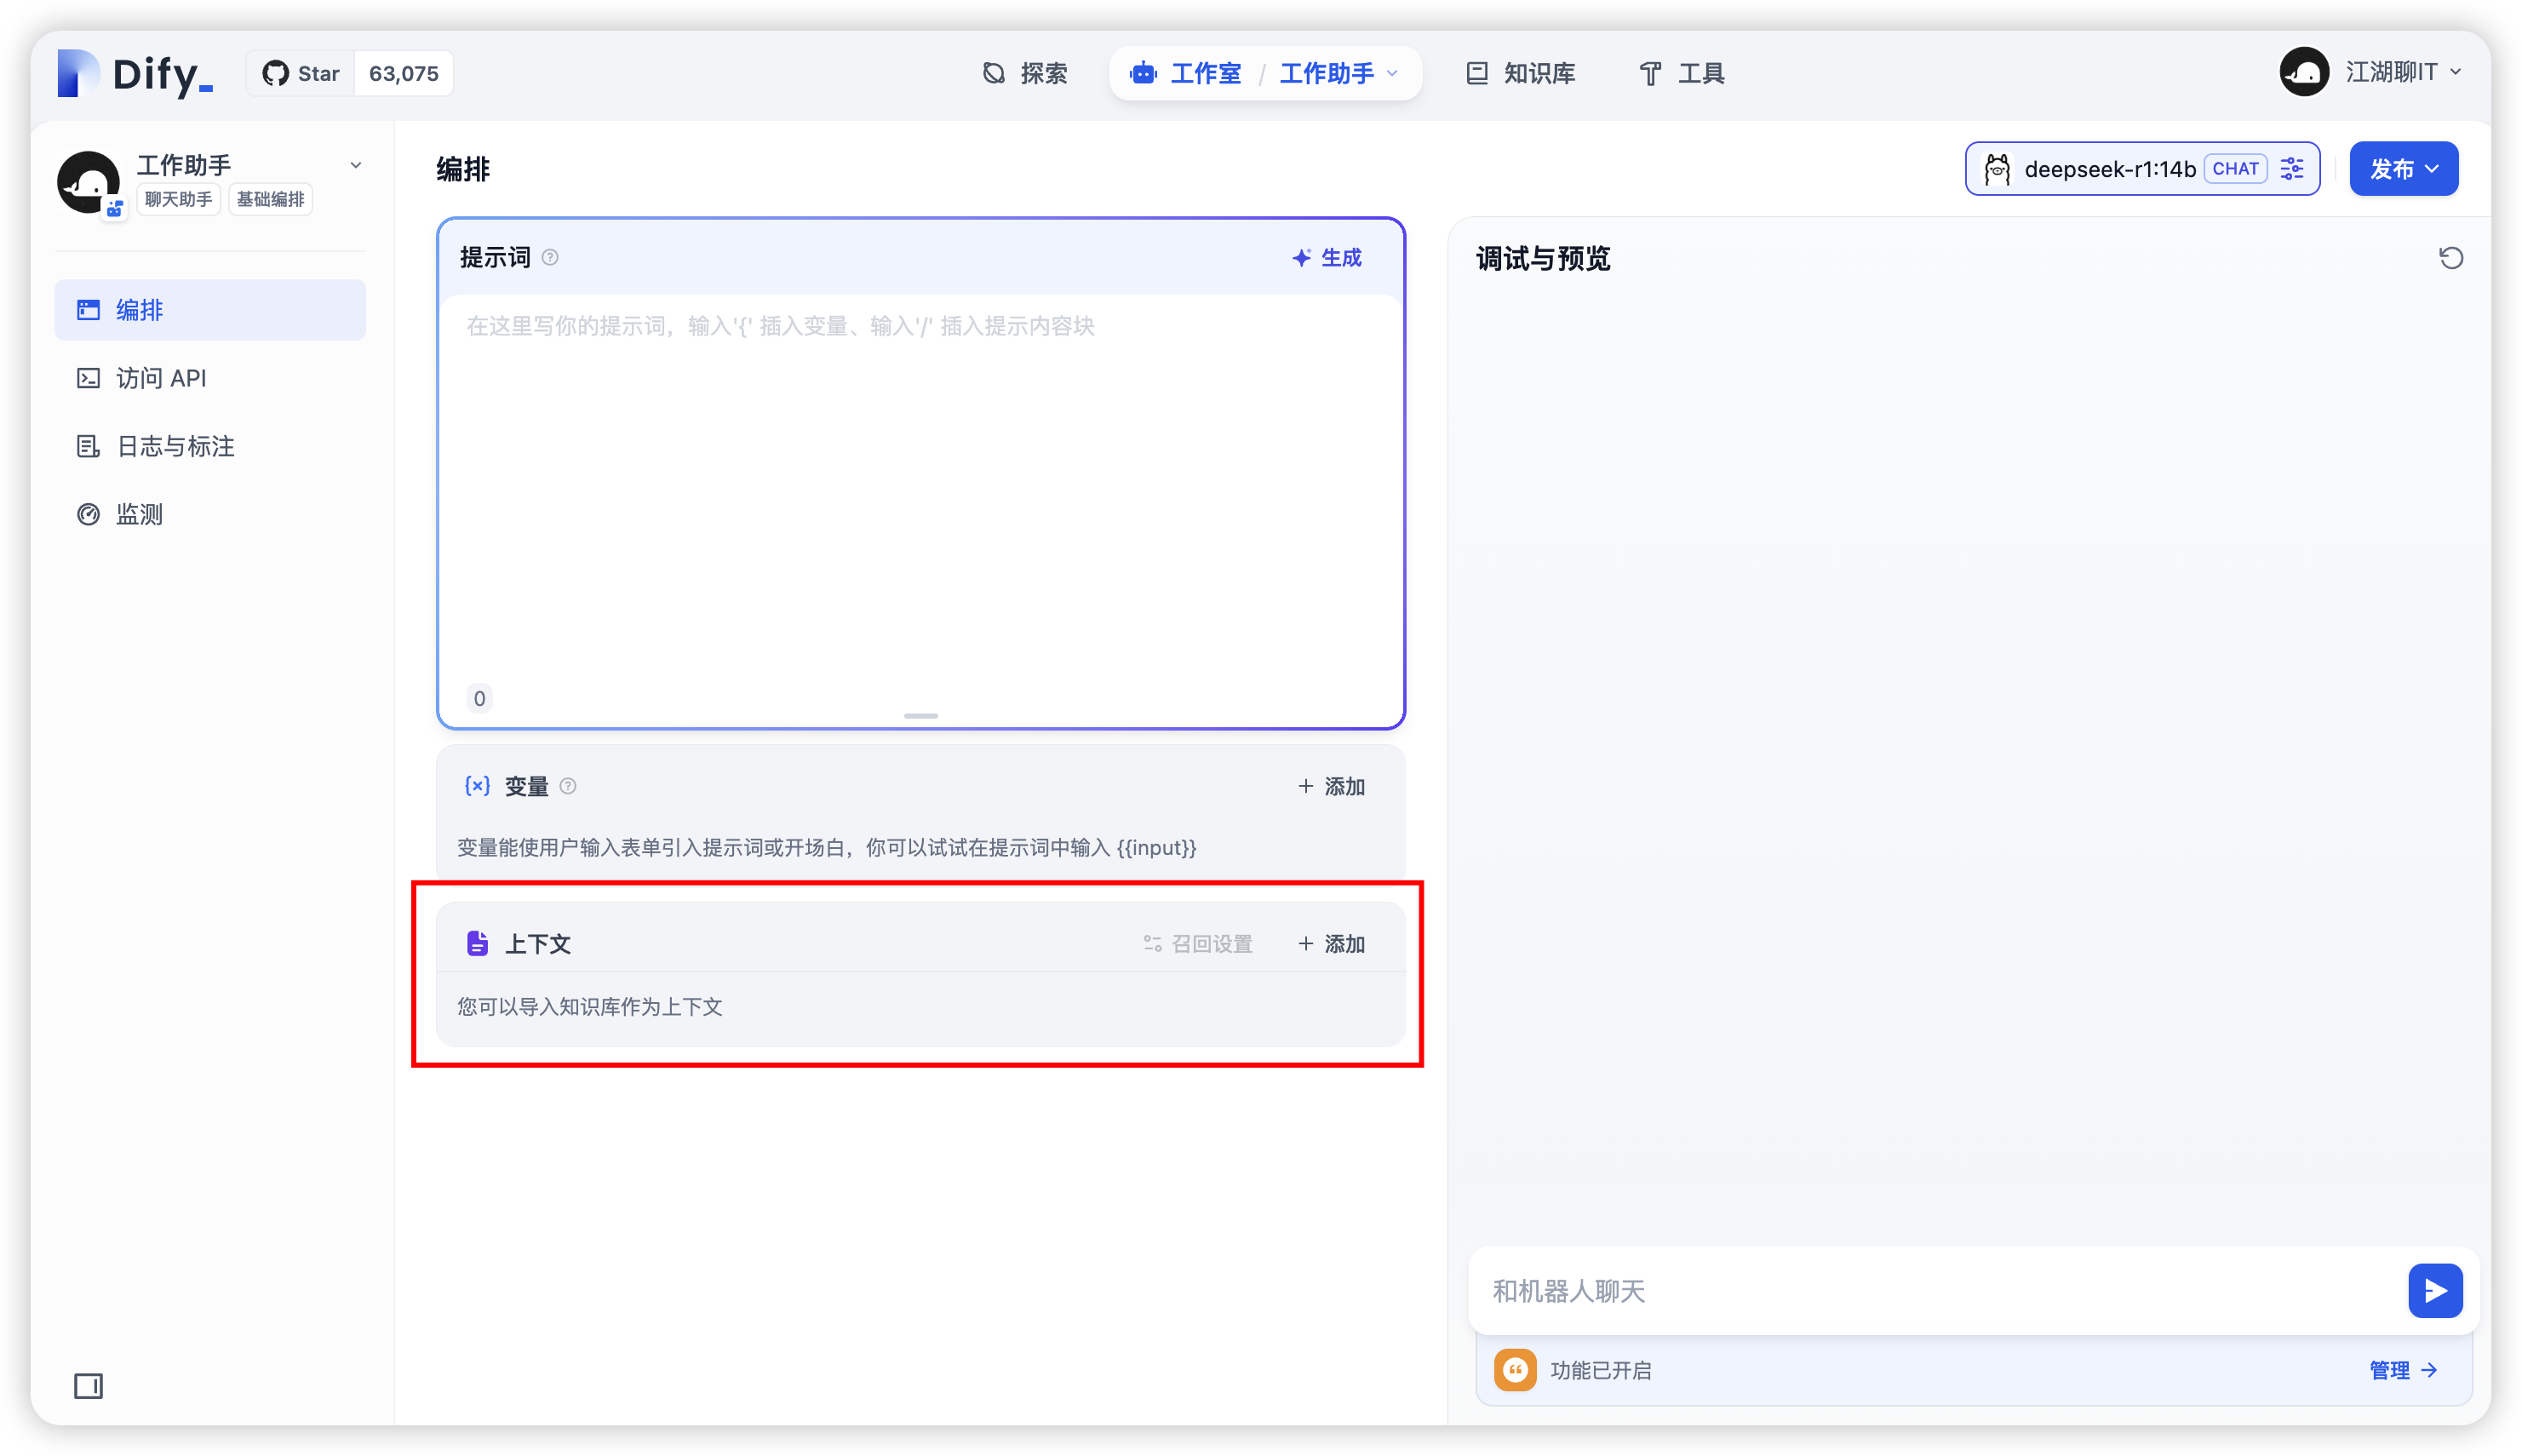 Dify_
Star 63,075
探索
工作室 / 工作助手
知识库
工具
江湖聊IT
工作助手
聊天助手 基础编排
编排
访问 API
日志与标注
监测
编排
deepseek-r1:14b CHAT
发布
提示词
生成
在这里写你的提示词，输入'{' 插入变量、输入'/' 插入提示内容块
0
{x} 变量
+ 添加
变量能使用户输入表单引入提示词或开场白，你可以试试在提示词中输入 {{input}}
上下文
召回设置
+ 添加
您可以导入知识库作为上下文
调试与预览
和机器人聊天
功能已开启
管理 →